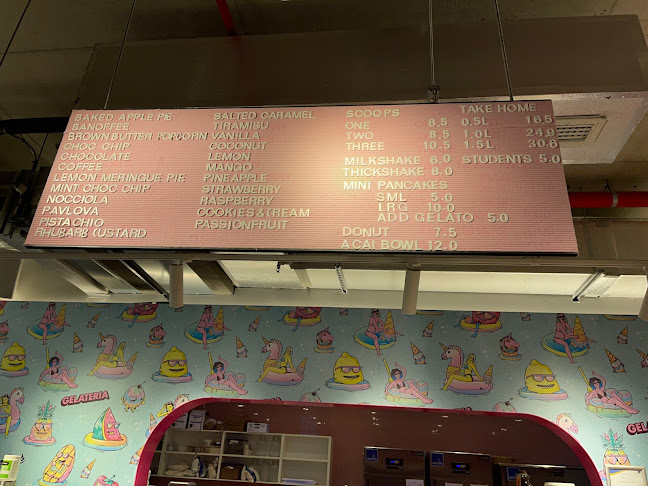 BAKED APPLE PIE
BANOFFEE
BROWN BUTTER POPCORN
CHOC CHIP
CHOCOLATE
COFFEE
LEMON MERINGUE PIE
MINT CHOC CHIP
NOCCIOLA
PAVLOVA
PISTACHIO
RHUBARB CUSTARD
SALTED CARAMEL
TIRAMISU
VANILLA
COCONUT
LEMON
MANGO
PINEAPPLE
STRAWBERRY
RASPBERRY
COOKIES & CREAM
PASSIONFRUIT
SCOOPS
ONE 6.5
TWO 8.5
THREE 10.5
TAKE HOME
0.5L 16.5
1.0L 24.9
1.5L 30.6
MILKSHAKE 6.0 STUDENTS 5.0
THICKSHAKE 8.0
MINI PANCAKES
SML 5.0
LRG 10.0
ADD GELATO 5.0
DONUT 7.5
ACAI BOWL 12.0
GELATERIA
GEL